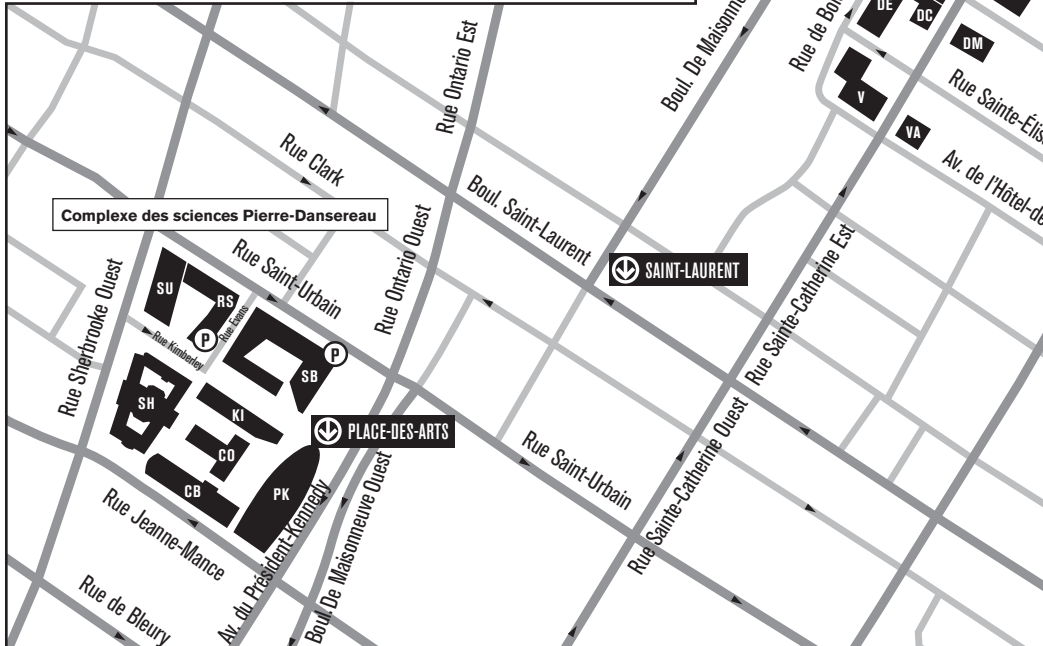 Boul. De Maisonn
Rue de Bo
DE
DC
DM
V
VA
Rue Sainte-Élis
Av. de l'Hôtel-de
Rue Ontario Est
Rue Clark
Boul. Saint-Laurent
SAINT-LAURENT
Complexe des sciences Pierre-Dansereau
Rue Saint-Urbain
Rue Ontario Ouest
Rue Sainte-Catherine Est
Rue Sherbrooke Ouest
SU
RS
P
Rue Evans
Rue Kimberley
P
SB
SH
KI
PLACE-DES-ARTS
CO
CB
PK
Rue Saint-Urbain
Rue Sainte-Catherine Ouest
Rue Jeanne-Mance
Av. du Président-Kennedy
Boul. De Maisonneuve Ouest
Rue de Bleury